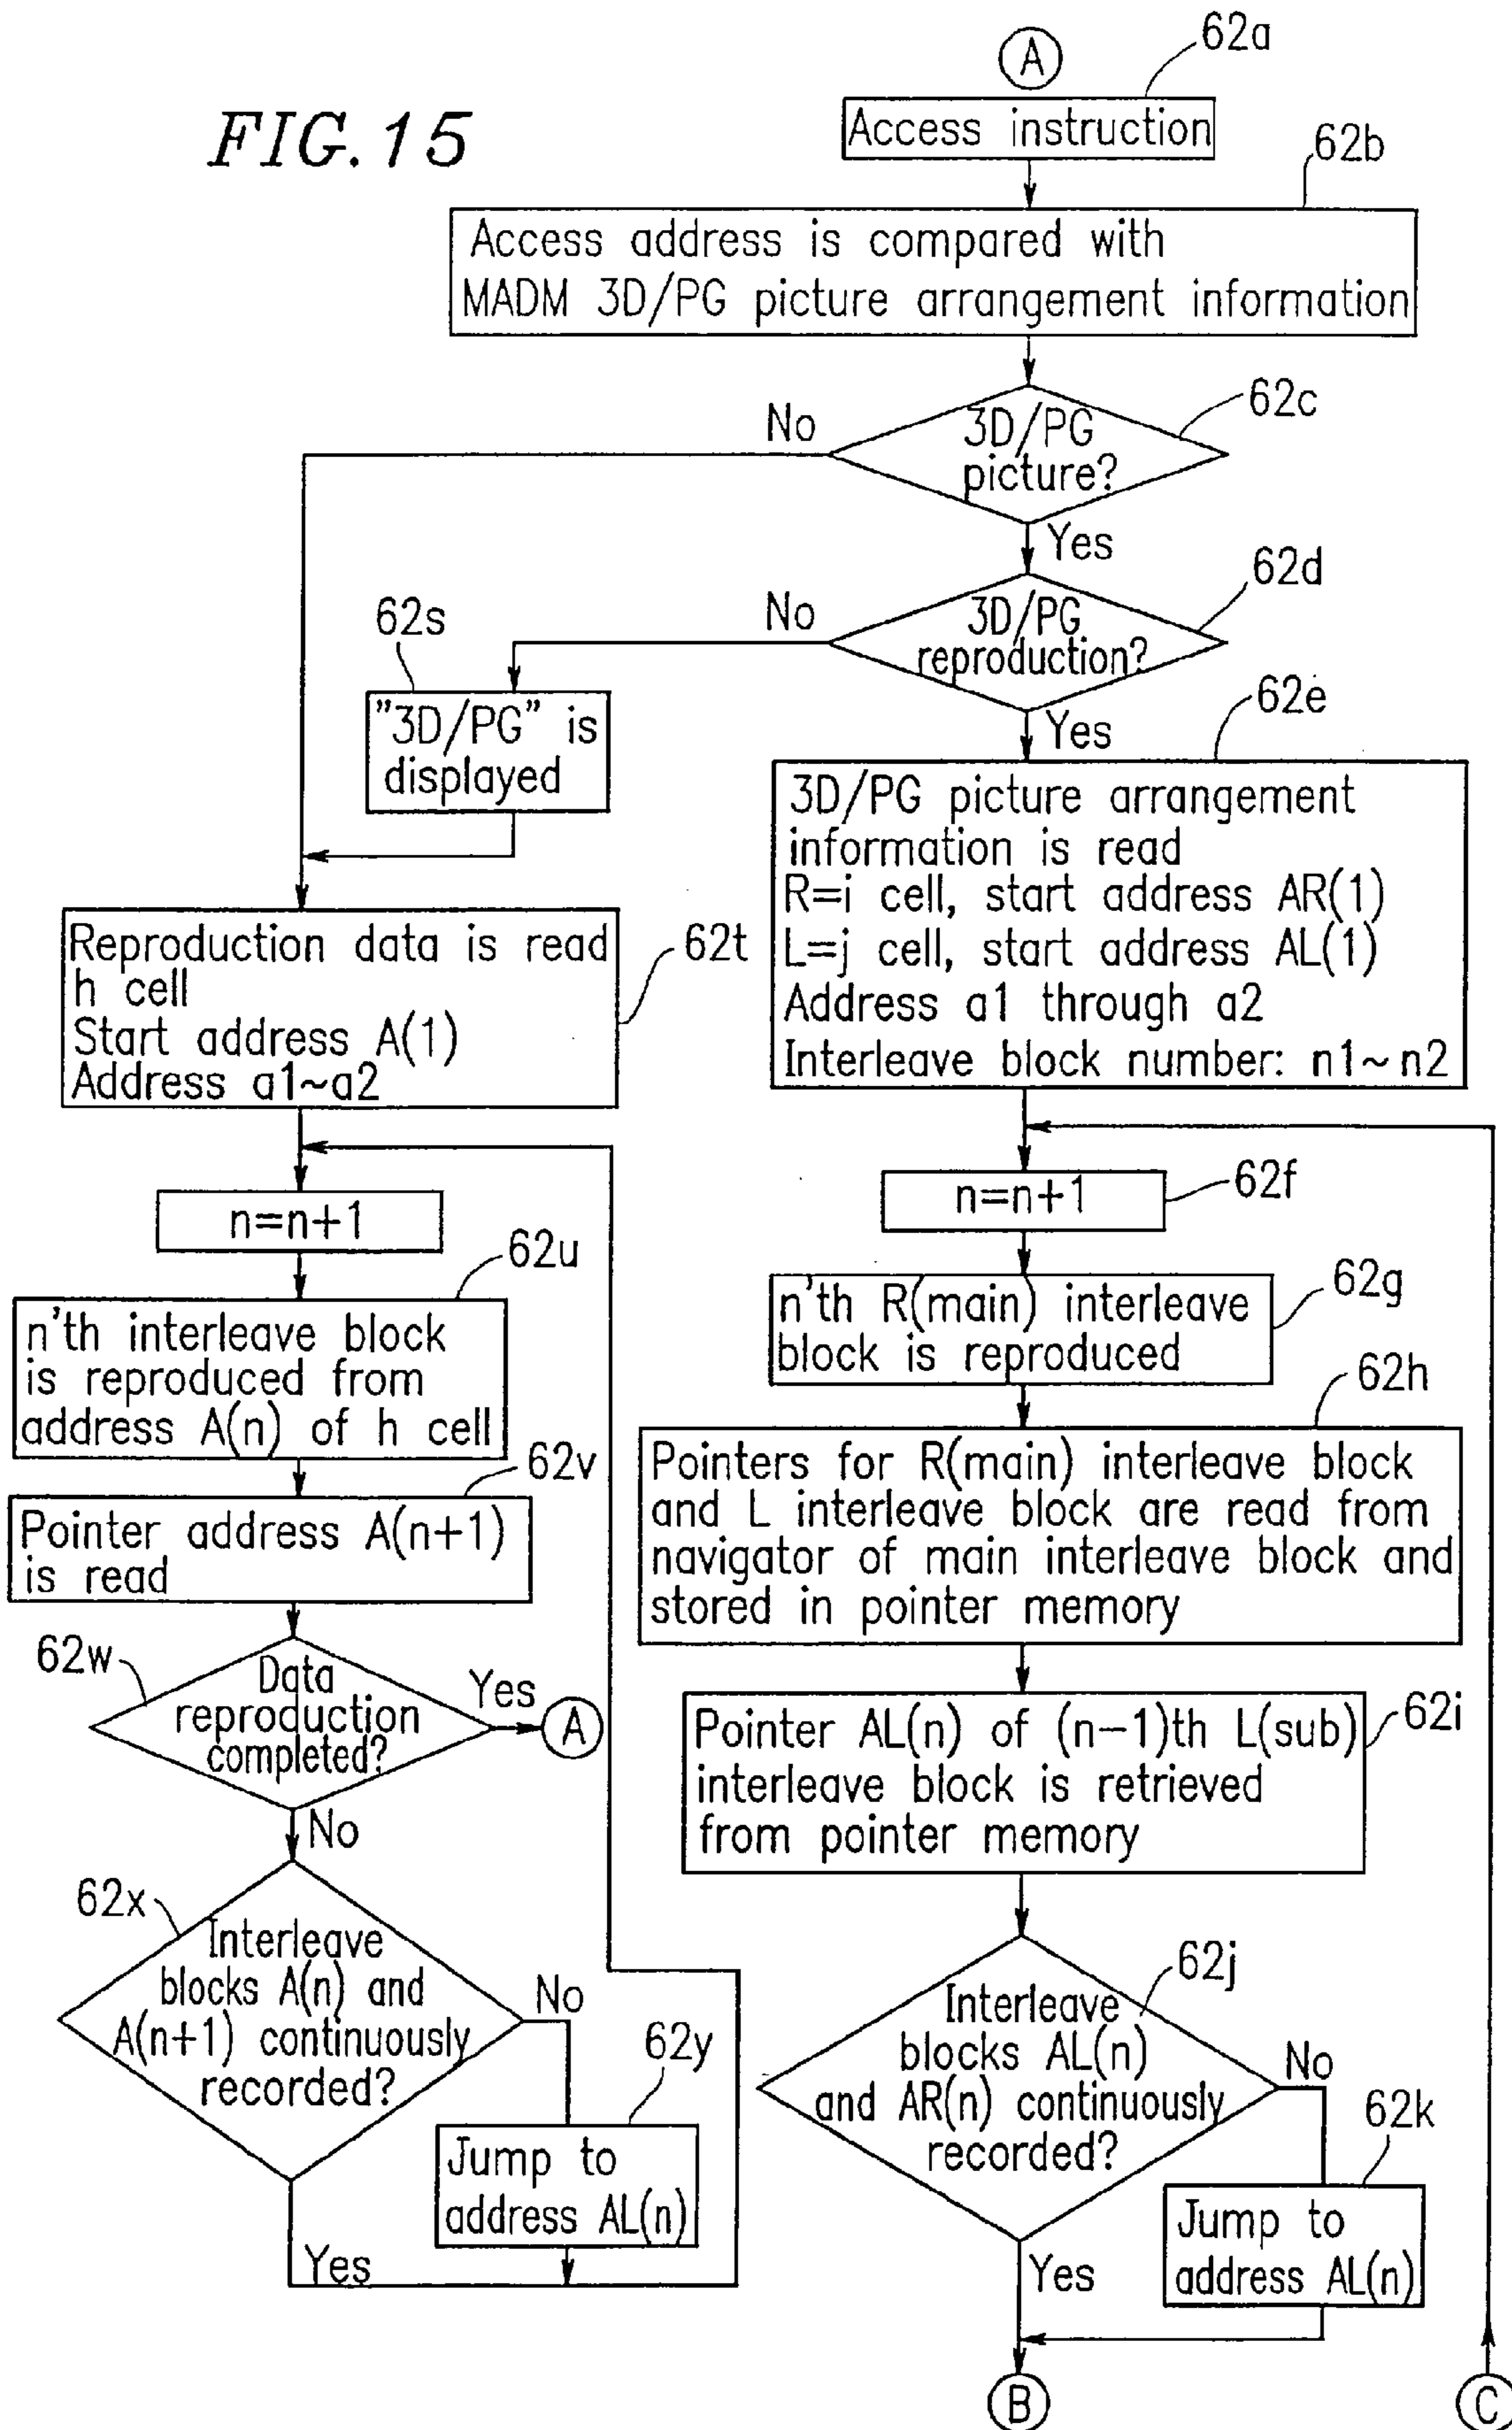 FIG. 15
A
62a
Access instruction
62b
Access address is compared with
MADM 3D/PG picture arrangement information
62c
3D/PG
picture?
No
Yes
62d
3D/PG
reproduction?
No
Yes
62s
"3D/PG" is
displayed
62e
3D/PG picture arrangement
information is read
R=i cell, start address AR(1)
L=j cell, start address AL(1)
Address a1 through a2
Interleave block number: n1~n2
Reproduction data is read
h cell
Start address A(1)
Address a1~a2
62t
n=n+1
62u
n'th interleave block
is reproduced from
address A(n) of h cell
62v
Pointer address A(n+1)
is read
62w
Data
reproduction
completed?
Yes
A
No
62x
Interleave
blocks A(n) and
A(n+1) continuously
recorded?
No
62y
Jump to
address AL(n)
Yes
n=n+1
62f
n'th R(main) interleave
block is reproduced
62g
62h
Pointers for R(main) interleave block
and L interleave block are read from
navigator of main interleave block and
stored in pointer memory
Pointer AL(n) of (n-1)th L(sub)
interleave block is retrieved
from pointer memory
62i
62j
Interleave
blocks AL(n)
and AR(n) continuously
recorded?
No
62k
Jump to
address AL(n)
Yes
B
C